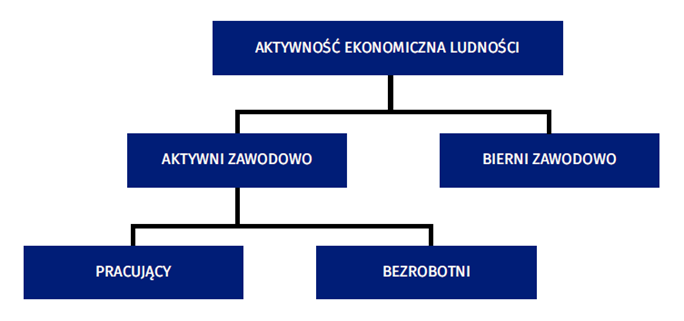 AKTYWNOŚĆ EKONOMICZNA LUDNOŚCI
AKTYWNI ZAWODOWO
BIERNI ZAWODOWO
PRACUJĄCY
BEZROBOTNI